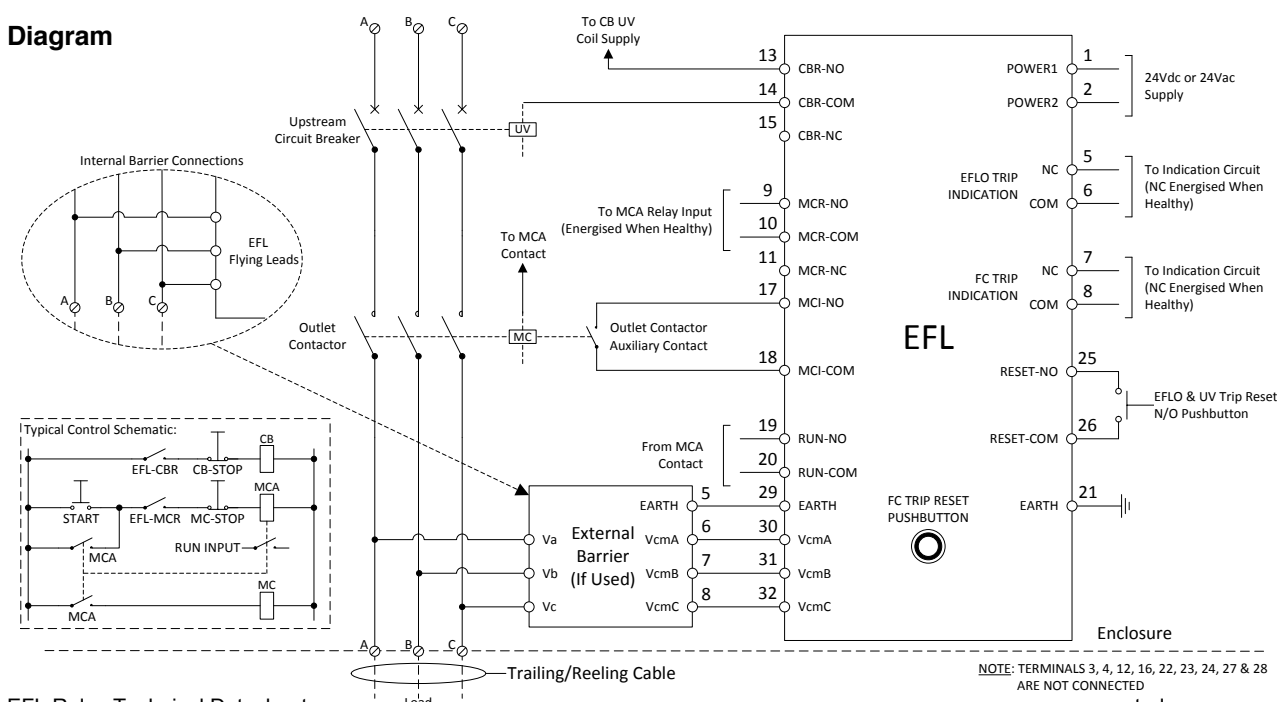 Diagram
A B C
To CB UV
Coil Supply
13 CBR-NO
14 CBR-COM
15 CBR-NC
POWER1 1
POWER2 2
24Vdc or 24Vac
Supply
Upstream
Circuit Breaker
UV
Internal Barrier Connections
EFL
Flying Leads
A B C
EFLO TRIP
INDICATION
NC 5
COM 6
To Indication Circuit
(NC Energised When
Healthy)
9 MCR-NO
10 MCR-COM
11 MCR-NC
To MCA Relay Input
(Energised When Healthy)
To MCA
Contact
FC TRIP
INDICATION
NC 7
COM 8
To Indication Circuit
(NC Energised When
Healthy)
17 MCI-NO
18 MCI-COM
Outlet
Contactor
MC
Outlet Contactor
Auxiliary Contact
EFL
RESET-NO 25
RESET-COM 26
EFLO & UV Trip Reset
N/O Pushbutton
Typical Control Schematic:
CB
EFL-CBR CB-STOP
MCA
START EFL-MCR MC-STOP
RUN INPUT
MCA
MC
MCA
19 RUN-NO
20 RUN-COM
From MCA
Contact
External
Barrier
(If Used)
Va
Vb
Vc
EARTH 5 29 EARTH
VcmA 6 30 VcmA
VcmB 7 31 VcmB
VcmC 8 32 VcmC
FC TRIP RESET
PUSHBUTTON
EARTH 21
Enclosure
A B C
Trailing/Reeling Cable
NOTE: TERMINALS 3, 4, 12, 16, 22, 23, 24, 27 & 28
ARE NOT CONNECTED